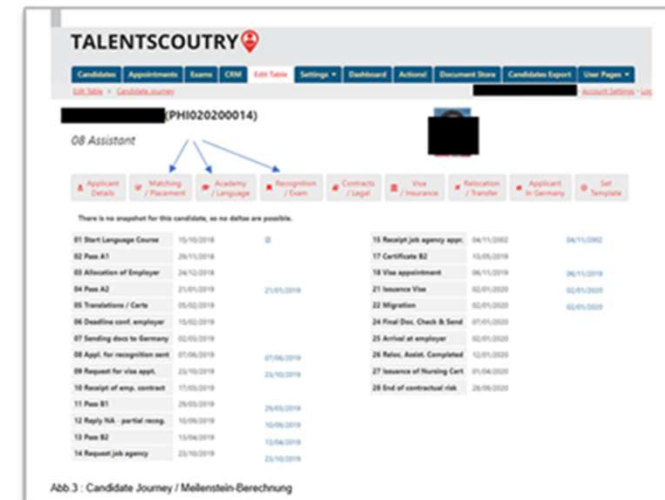 TALENTSCOUTRY
Candidates Appointments Exams CRM Edit Table Settings Dashboard Actions! Document Store Candidates Export User Pages
Edit Table > Candidate Journey Account Settings - Log
(PHI020200014)
08 Assistant
Applicant Details Matching / Placement Academy / Language Recognition / Exam Contracts / Legal Visa / Insurance Relocation / Transfer Applicant in Germany Set Template
There is no snapshot for this candidate, so no deltas are possible.
01 Start Language Course 15/10/2018 15 Receipt job agency appr. 04/11/2002 04/11/2002
02 Pass A1 29/11/2018 17 Certificate B2 10/05/2019
03 Allocation of Employer 24/12/2018 18 Visa appointment 06/11/2019 06/11/2019
04 Pass A2 21/01/2019 21/01/2019 21 Issuance Visa 02/01/2020 02/01/2020
05 Translations / Certs 05/02/2019 22 Migration 02/01/2020 02/01/2020
06 Deadline conf. employer 15/02/2019 24 Final Doc. Check & Send 07/01/2020
07 Sending docs to Germany 02/03/2019 25 Arrival at employer 02/01/2020
08 Appl. for recognition sent 07/06/2019 07/06/2019 26 Reloc. Assist. Completed 12/01/2020
09 Request for visa appt. 23/10/2019 23/10/2019 27 Issuance of Nursing Cert 01/04/2020
10 Receipt of emp. contract 17/03/2019 28 End of contractual risk 28/09/2020
11 Pass B1 29/03/2019 29/03/2019
12 Reply NA - partial recog. 10/09/2019 10/09/2019
13 Pass B2 13/04/2019 13/04/2019
14 Request job agency 23/10/2019 23/10/2019
Abb.3 : Candidate Journey / Meilenstein-Berechnung